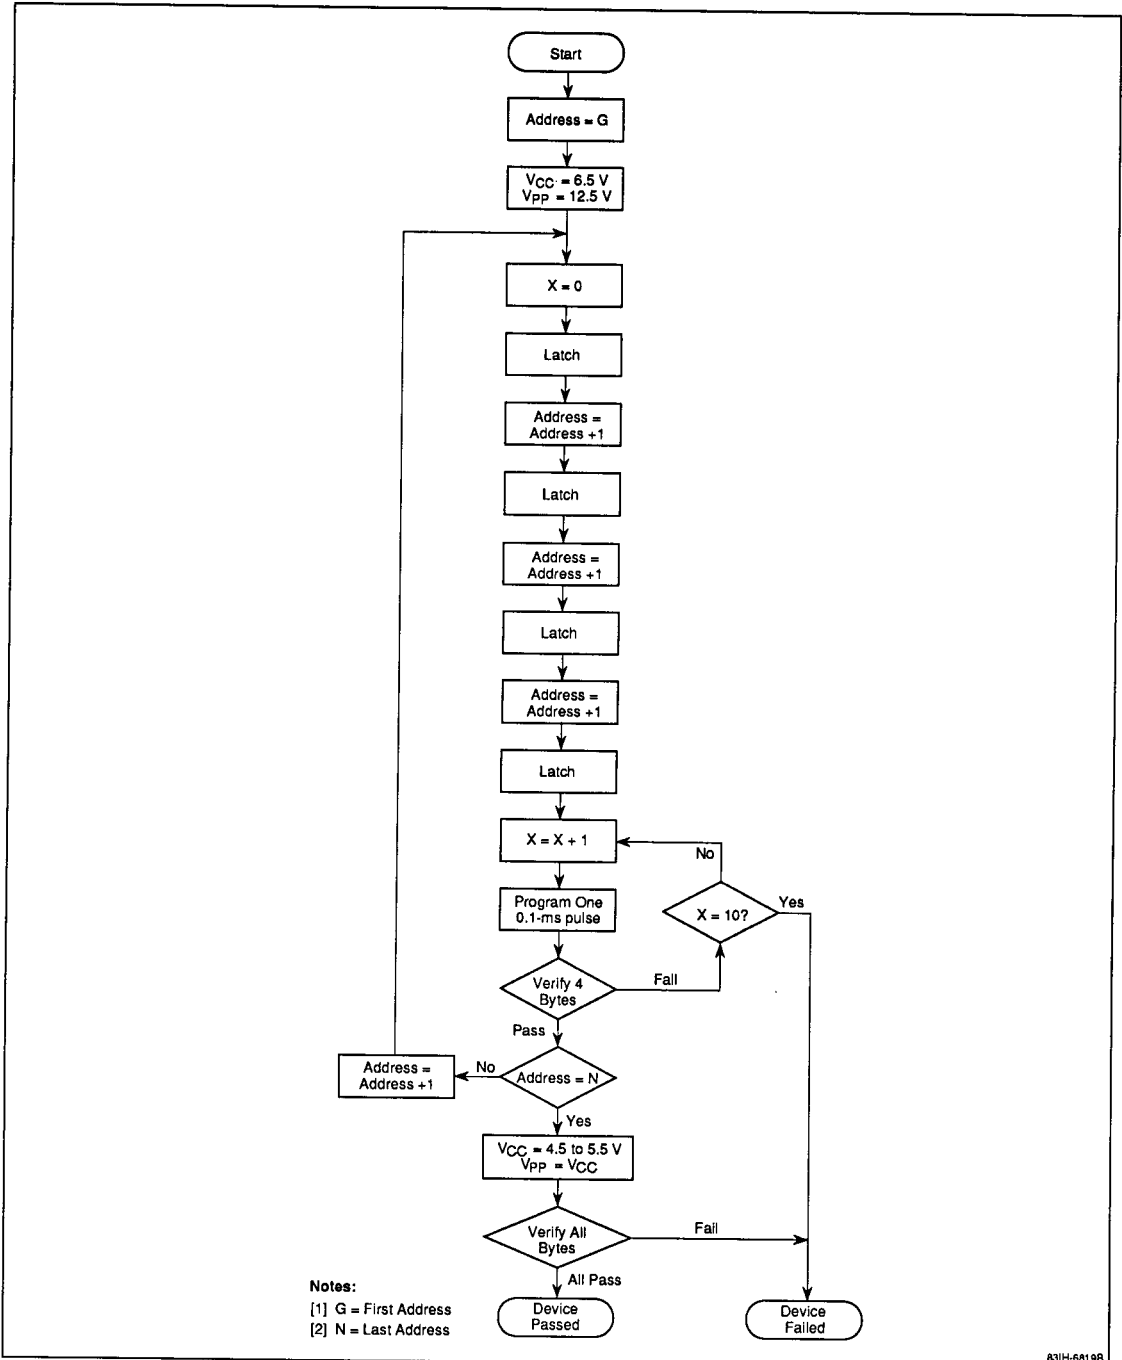 Start
Address = G
VCC = 6.5 V
VPP = 12.5 V
X = 0
Latch
Address =
Address +1
Latch
Address =
Address +1
Latch
Address =
Address +1
Latch
X = X + 1
No
Program One
0.1-ms pulse
X = 10?
Yes
Verify 4
Bytes
Fail
Pass
Address =
Address +1
No
Address = N
Yes
VCC = 4.5 to 5.5 V
VPP = VCC
Verify All
Bytes
Fail
All Pass
Device
Passed
Device
Failed
Notes:
[1] G = First Address
[2] N = Last Address
83IH-6819B